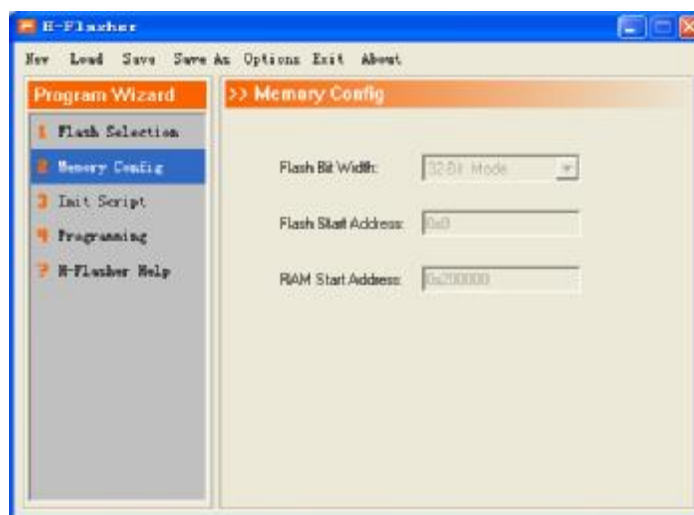 H-Flasher
New Load Save Save As Options Exit About
Program Wizard
1 Flash Selection
2 Memory Config
3 Init Script
4 Programming
? H-Flasher Help
>> Memory Config
Flash Bit Width: 32-Bit Mode
Flash Start Address: 0x0
RAM Start Address: 0x200000